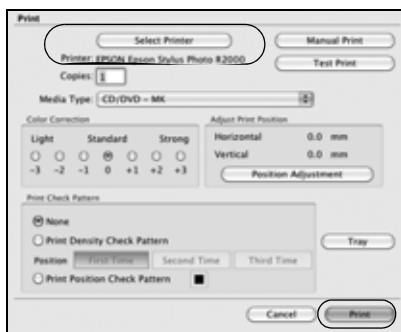 Print
Select Printer
Manual Print
Printer: EPSON Epson Stylus Photo R2000
Test Print
Copies: 1
Media Type: CD/DVD - MK
Color Correction
Light Standard Strong
-3 -2 -1 0 +1 +2 +3
Adjust Print Position
Horizontal 0.0 mm
Vertical 0.0 mm
Position Adjustment
Print Check Pattern
None
Print Density Check Pattern
Position First Time Second Time Third Time
Print Position Check Pattern
Tray
Cancel Print